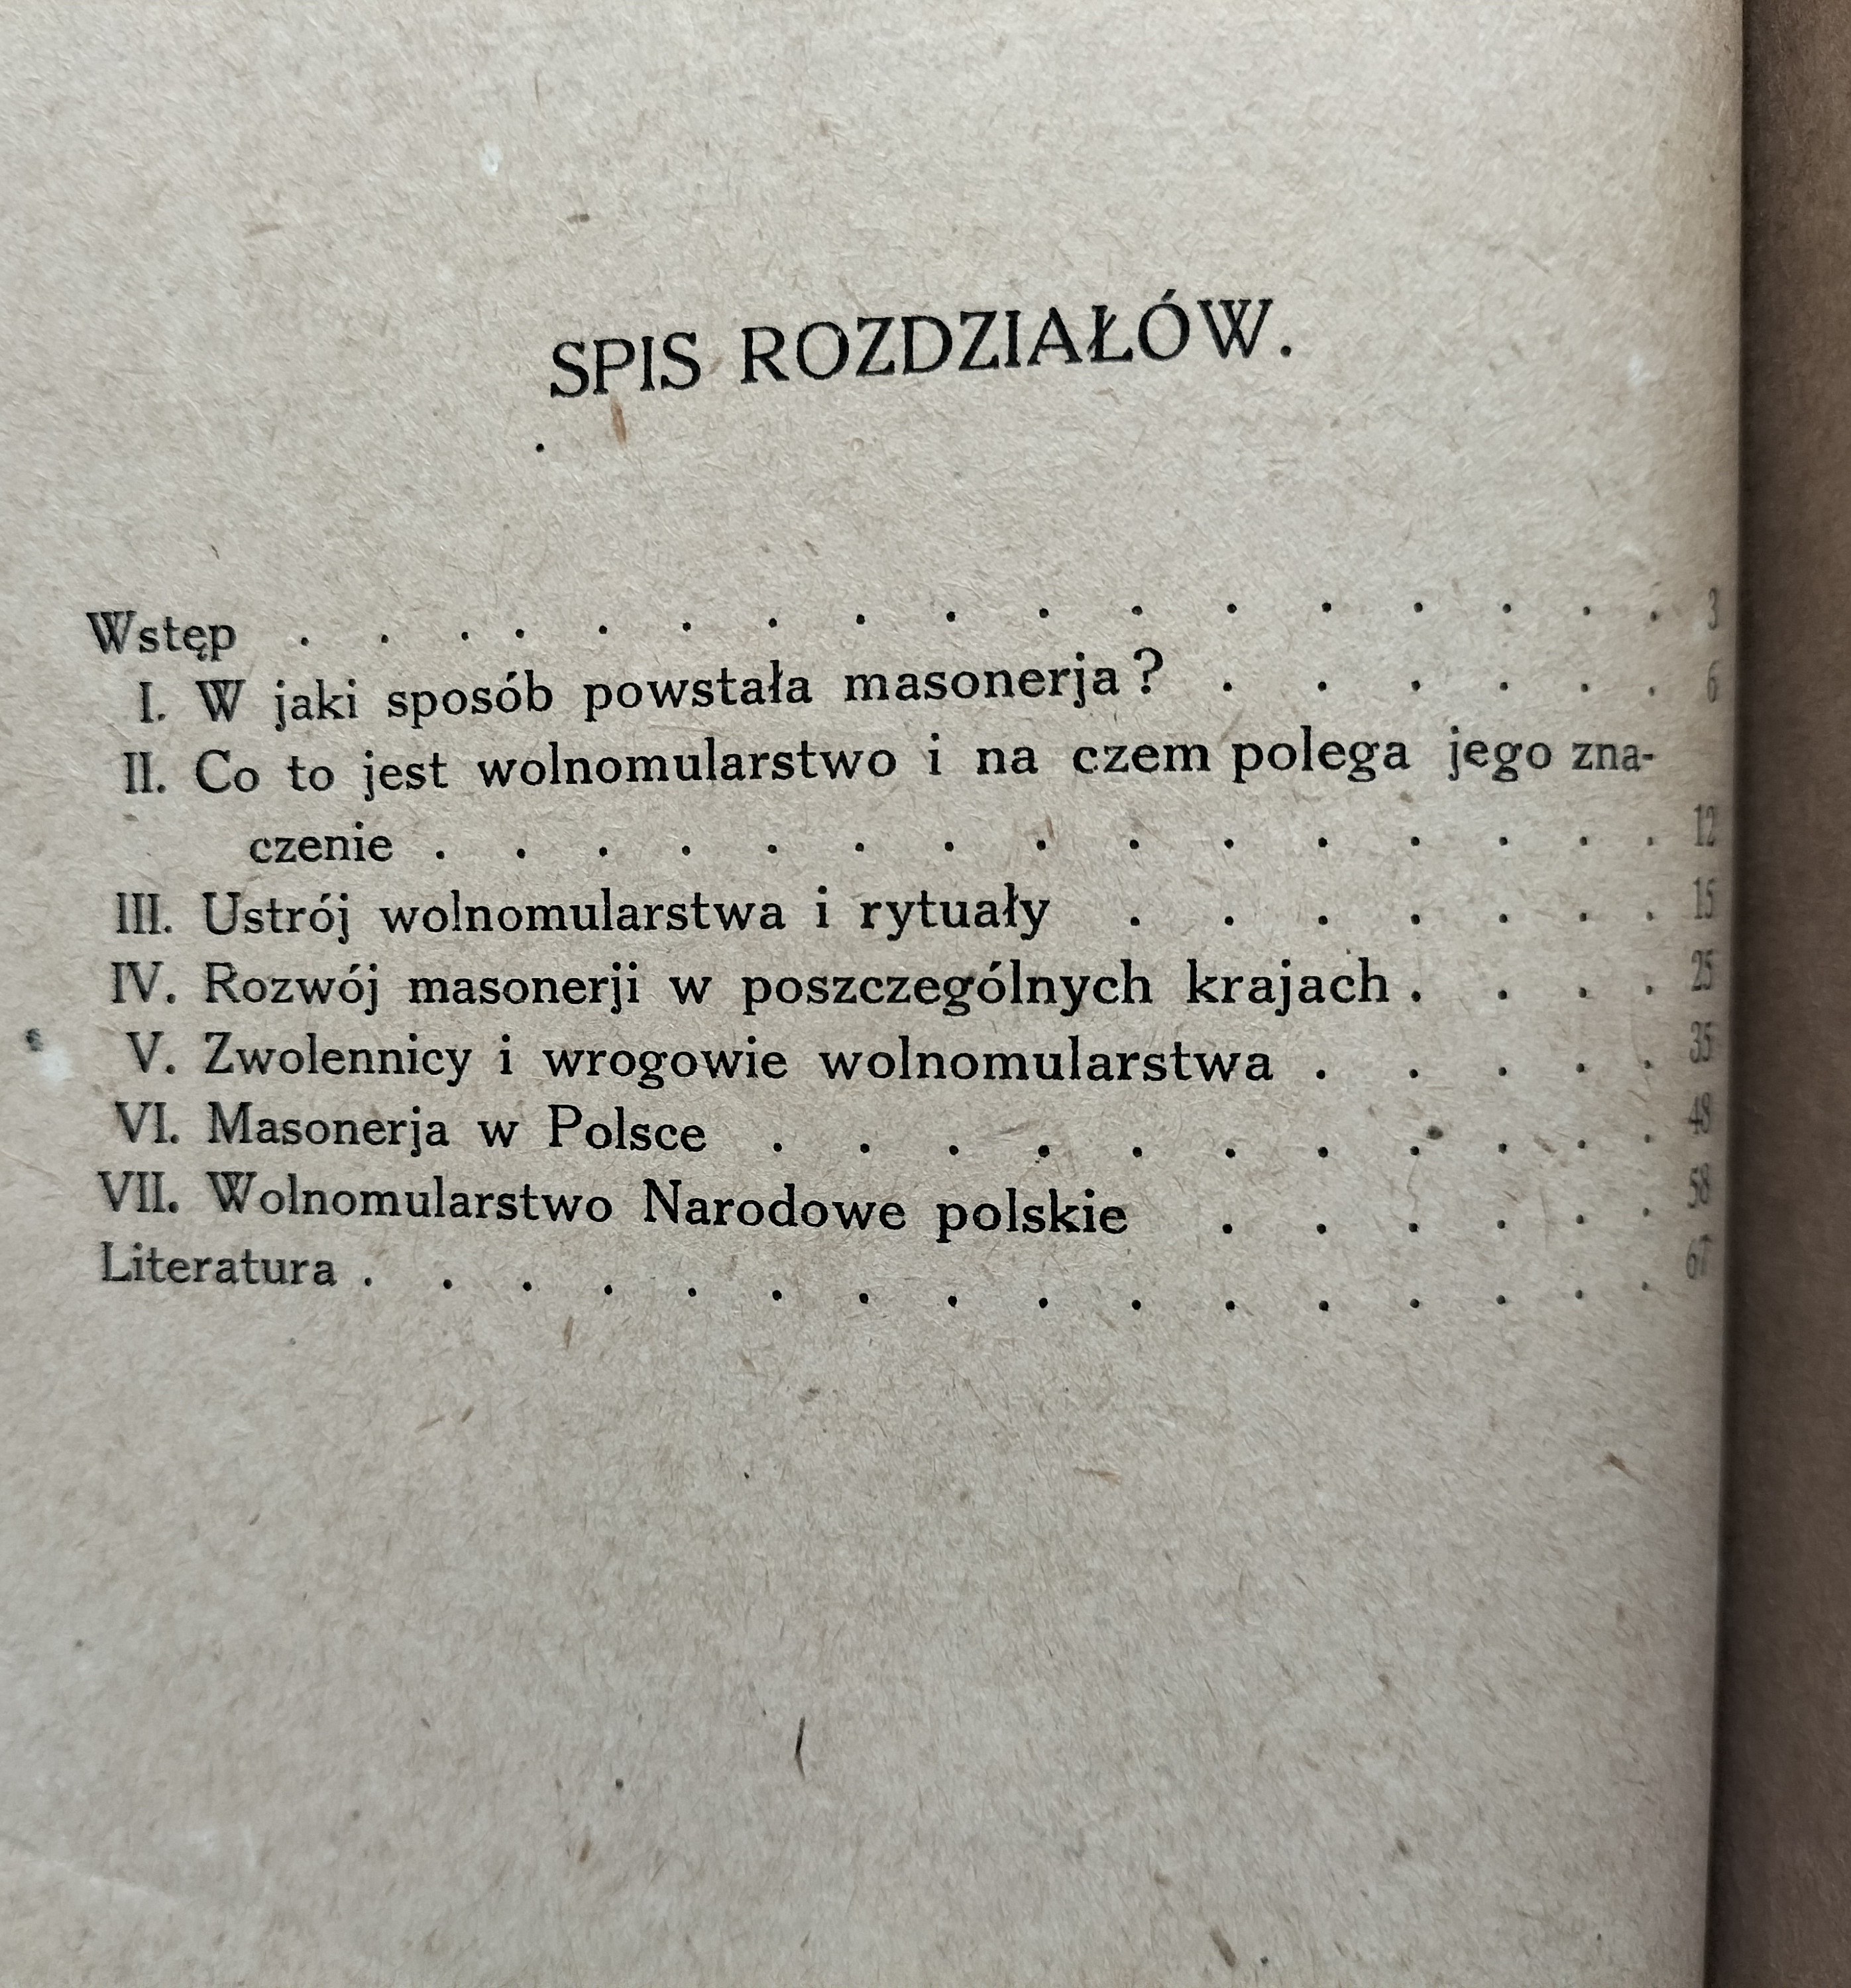 SPIS ROZDZIAŁÓW.
Wstęp . . . . . . . . . . . . . . . . 3
I. W jaki sposób powstała masonerja? . . . . . . 6
II. Co to jest wolnomularstwo i na czem polega jego zna-
czenie . . . . . . . . . . . . . . . 12
III. Ustrój wolnomularstwa i rytuały . . . . . . . 15
IV. Rozwój masonerji w poszczególnych krajach . . . . 25
V. Zwolennicy i wrogowie wolnomularstwa . . . . . 35
VI. Masonerja w Polsce . . . . . . . . . . . 48
VII. Wolnomularstwo Narodowe polskie . . . . . . 58
Literatura . . . . . . . . . . . . . . . . 67